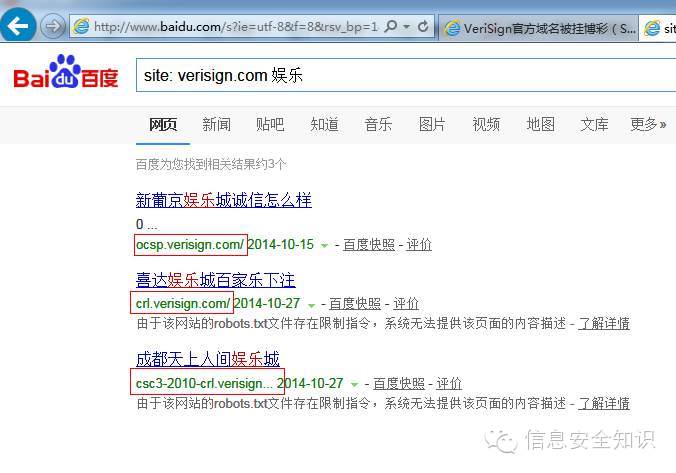 http://www.baidu.com/s?ie=utf-8&f=8&rsv_bp=1
VeriSign官方域名被挂博彩（S...
sit
Bai du 百度
site: verisign.com 娱乐
网页 新闻 贴吧 知道 音乐 图片 视频 地图 文库 更多»
百度为您找到相关结果约3个
新葡京娱乐城诚信怎么样
0 ...
ocsp.verisign.com/ 2014-10-15 - 百度快照 - 评价
喜达娱乐城百家乐下注
crl.verisign.com/ 2014-10-27 - 百度快照 - 评价
由于该网站的robots.txt文件存在限制指令，系统无法提供该页面的内容描述 - 了解详情
成都天上人间娱乐城
csc3-2010-crl.verisign... 2014-10-27 - 百度快照 - 评价
由于该网站的robots.txt文件存在限制指令，系统无法提供该页面的内容描述 - 了解详情
信息安全知识